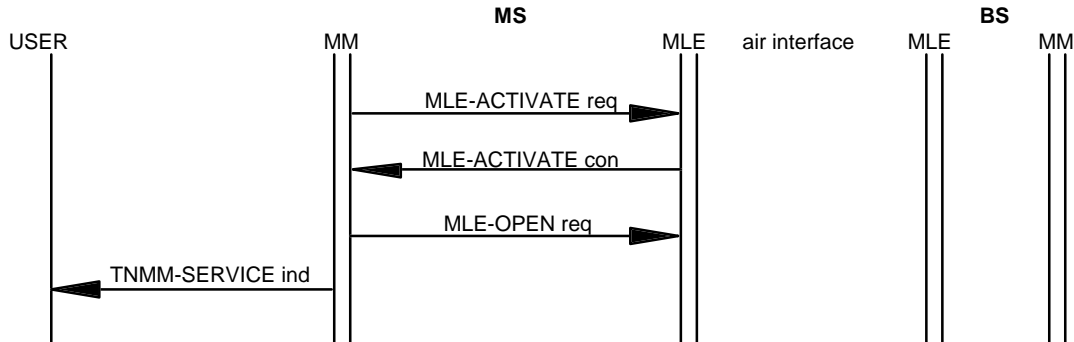 MS BS
USER MM MLE air interface MLE MM
MLE-ACTIVATE req
MLE-ACTIVATE con
MLE-OPEN req
TNMM-SERVICE ind